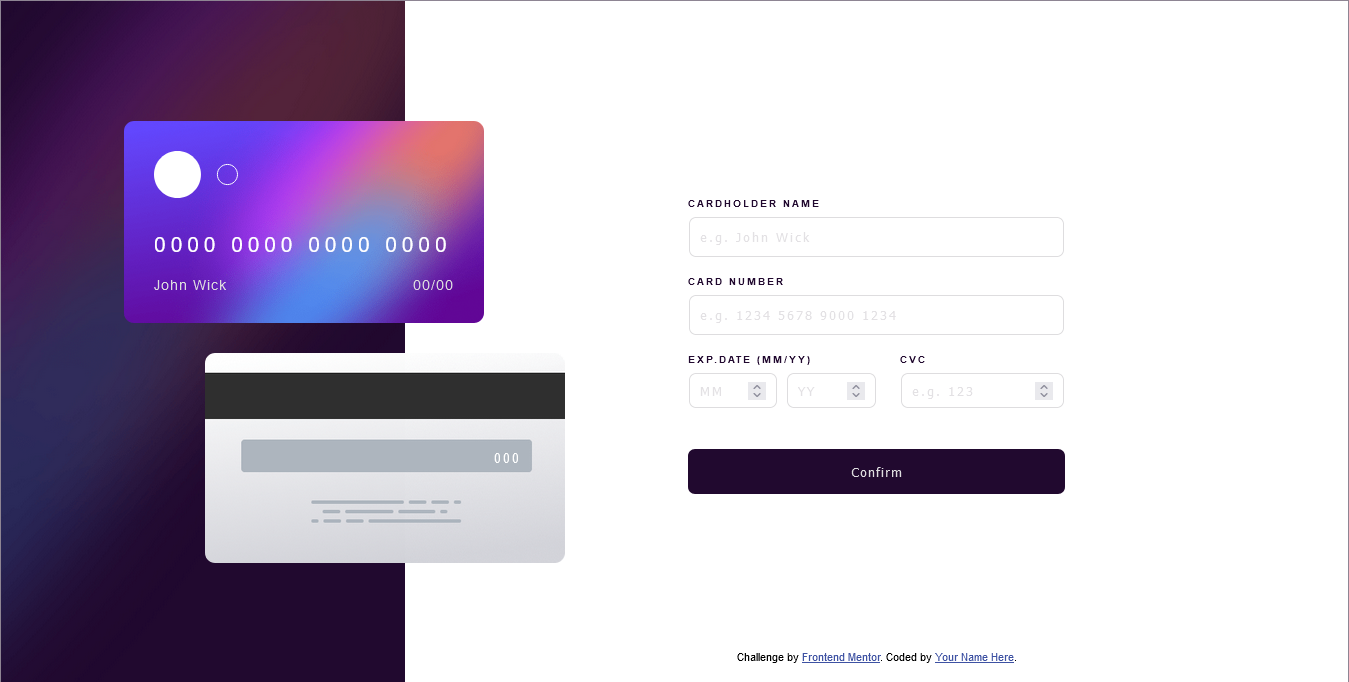 0000 0000 0000 0000
John Wick 00/00
000
CARDHOLDER NAME
e.g. John Wick
CARD NUMBER
e.g. 1234 5678 9000 1234
EXP.DATE (MM/YY) CVC
MM YY e.g. 123
Confirm
Challenge by Frontend Mentor. Coded by Your Name Here.